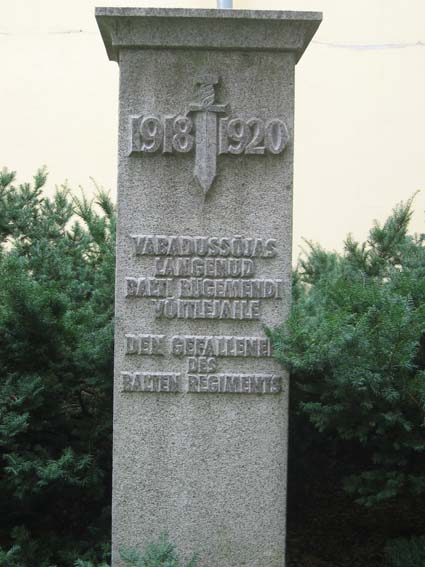 1918 1920
VABADUSSÕJAS
LANGENUD
BALTI RÜGEMENDI
VÕITLEJAILE
DEN GEFALLENEN
DES
BALTEN REGIMENTS